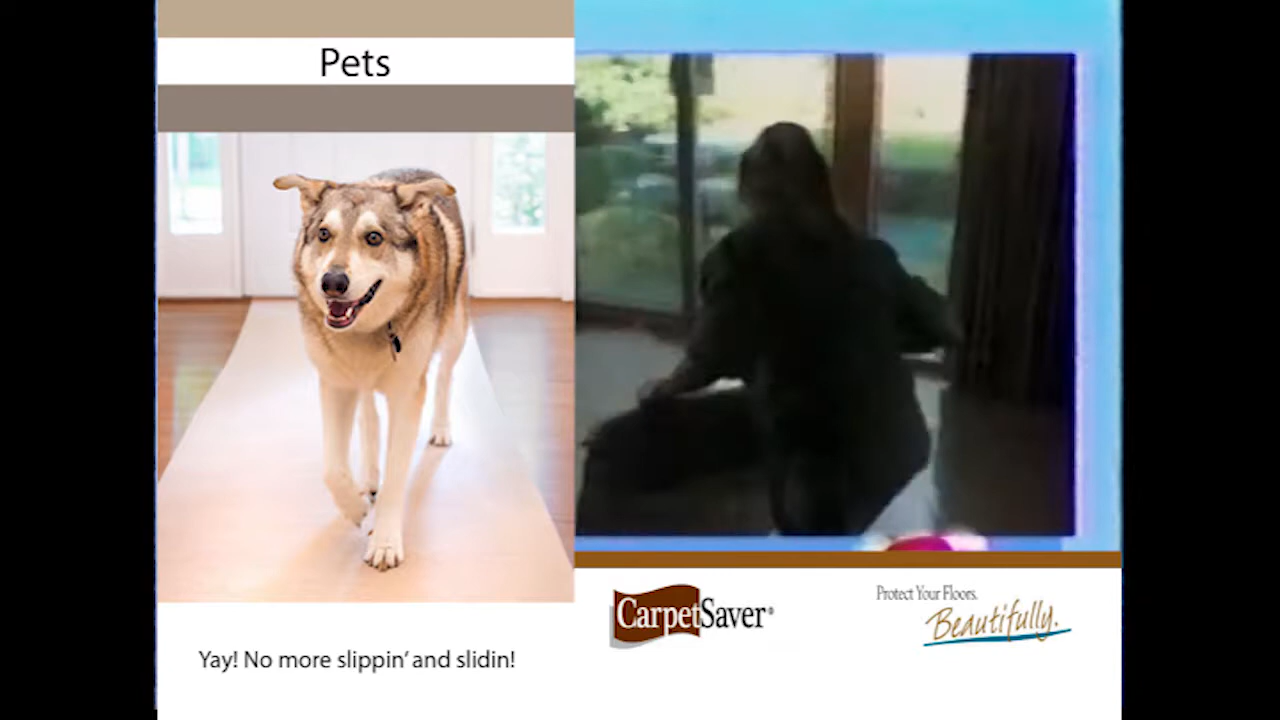 Pets
Yay! No more slippin’ and slidin!
CarpetSaver®
Protect Your Floors.
Beautifully.